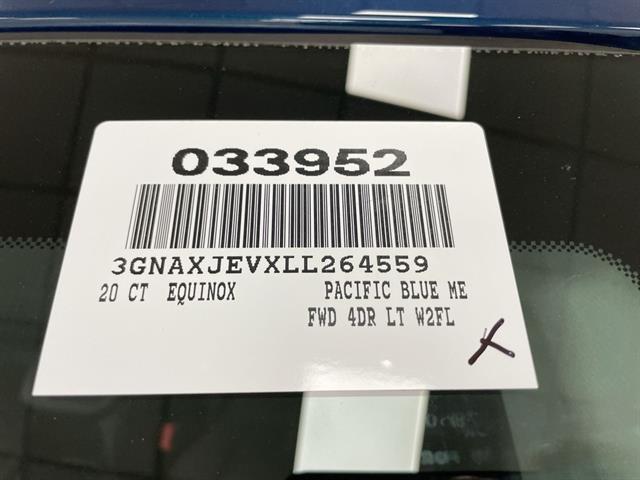 033952
3GNAXJEVXLL264559
20 CT EQUINOX PACIFIC BLUE ME
FWD 4DR LT W2FL
X